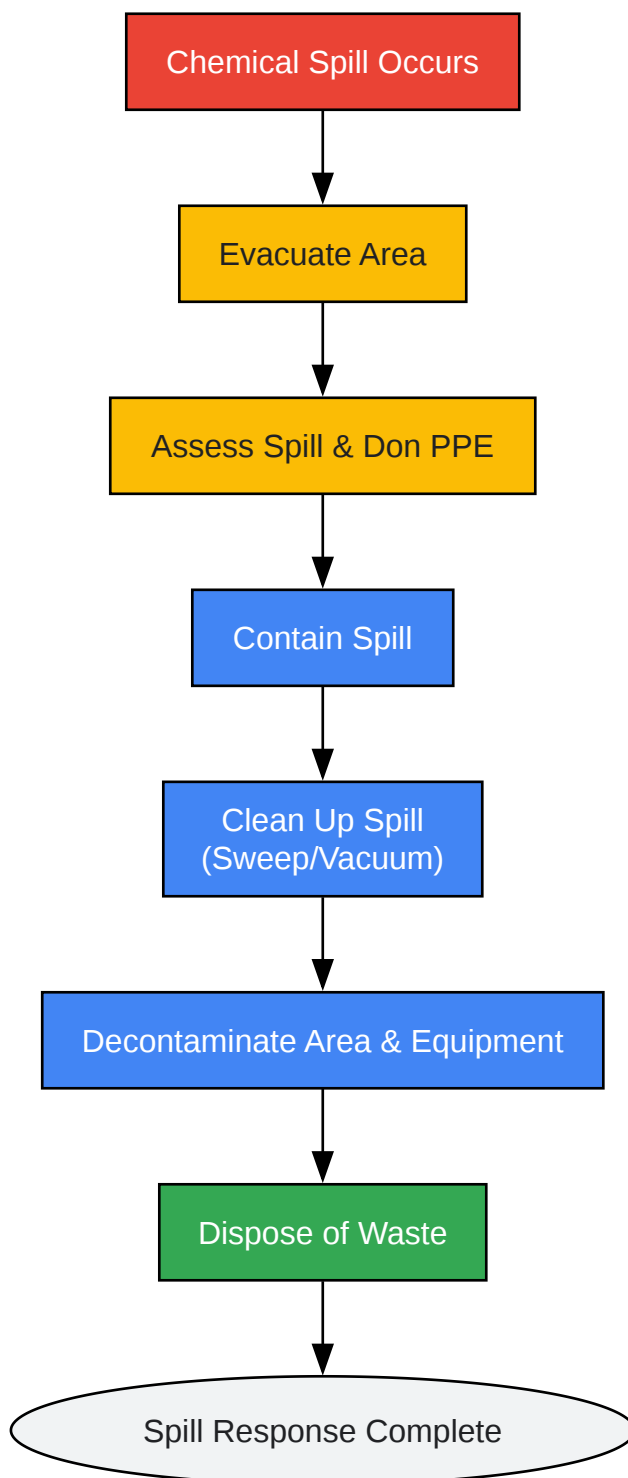 Chemical Spill Occurs
Evacuate Area
Assess Spill & Don PPE
Contain Spill
Clean Up Spill
(Sweep/Vacuum)
Decontaminate Area & Equipment
Dispose of Waste
Spill Response Complete